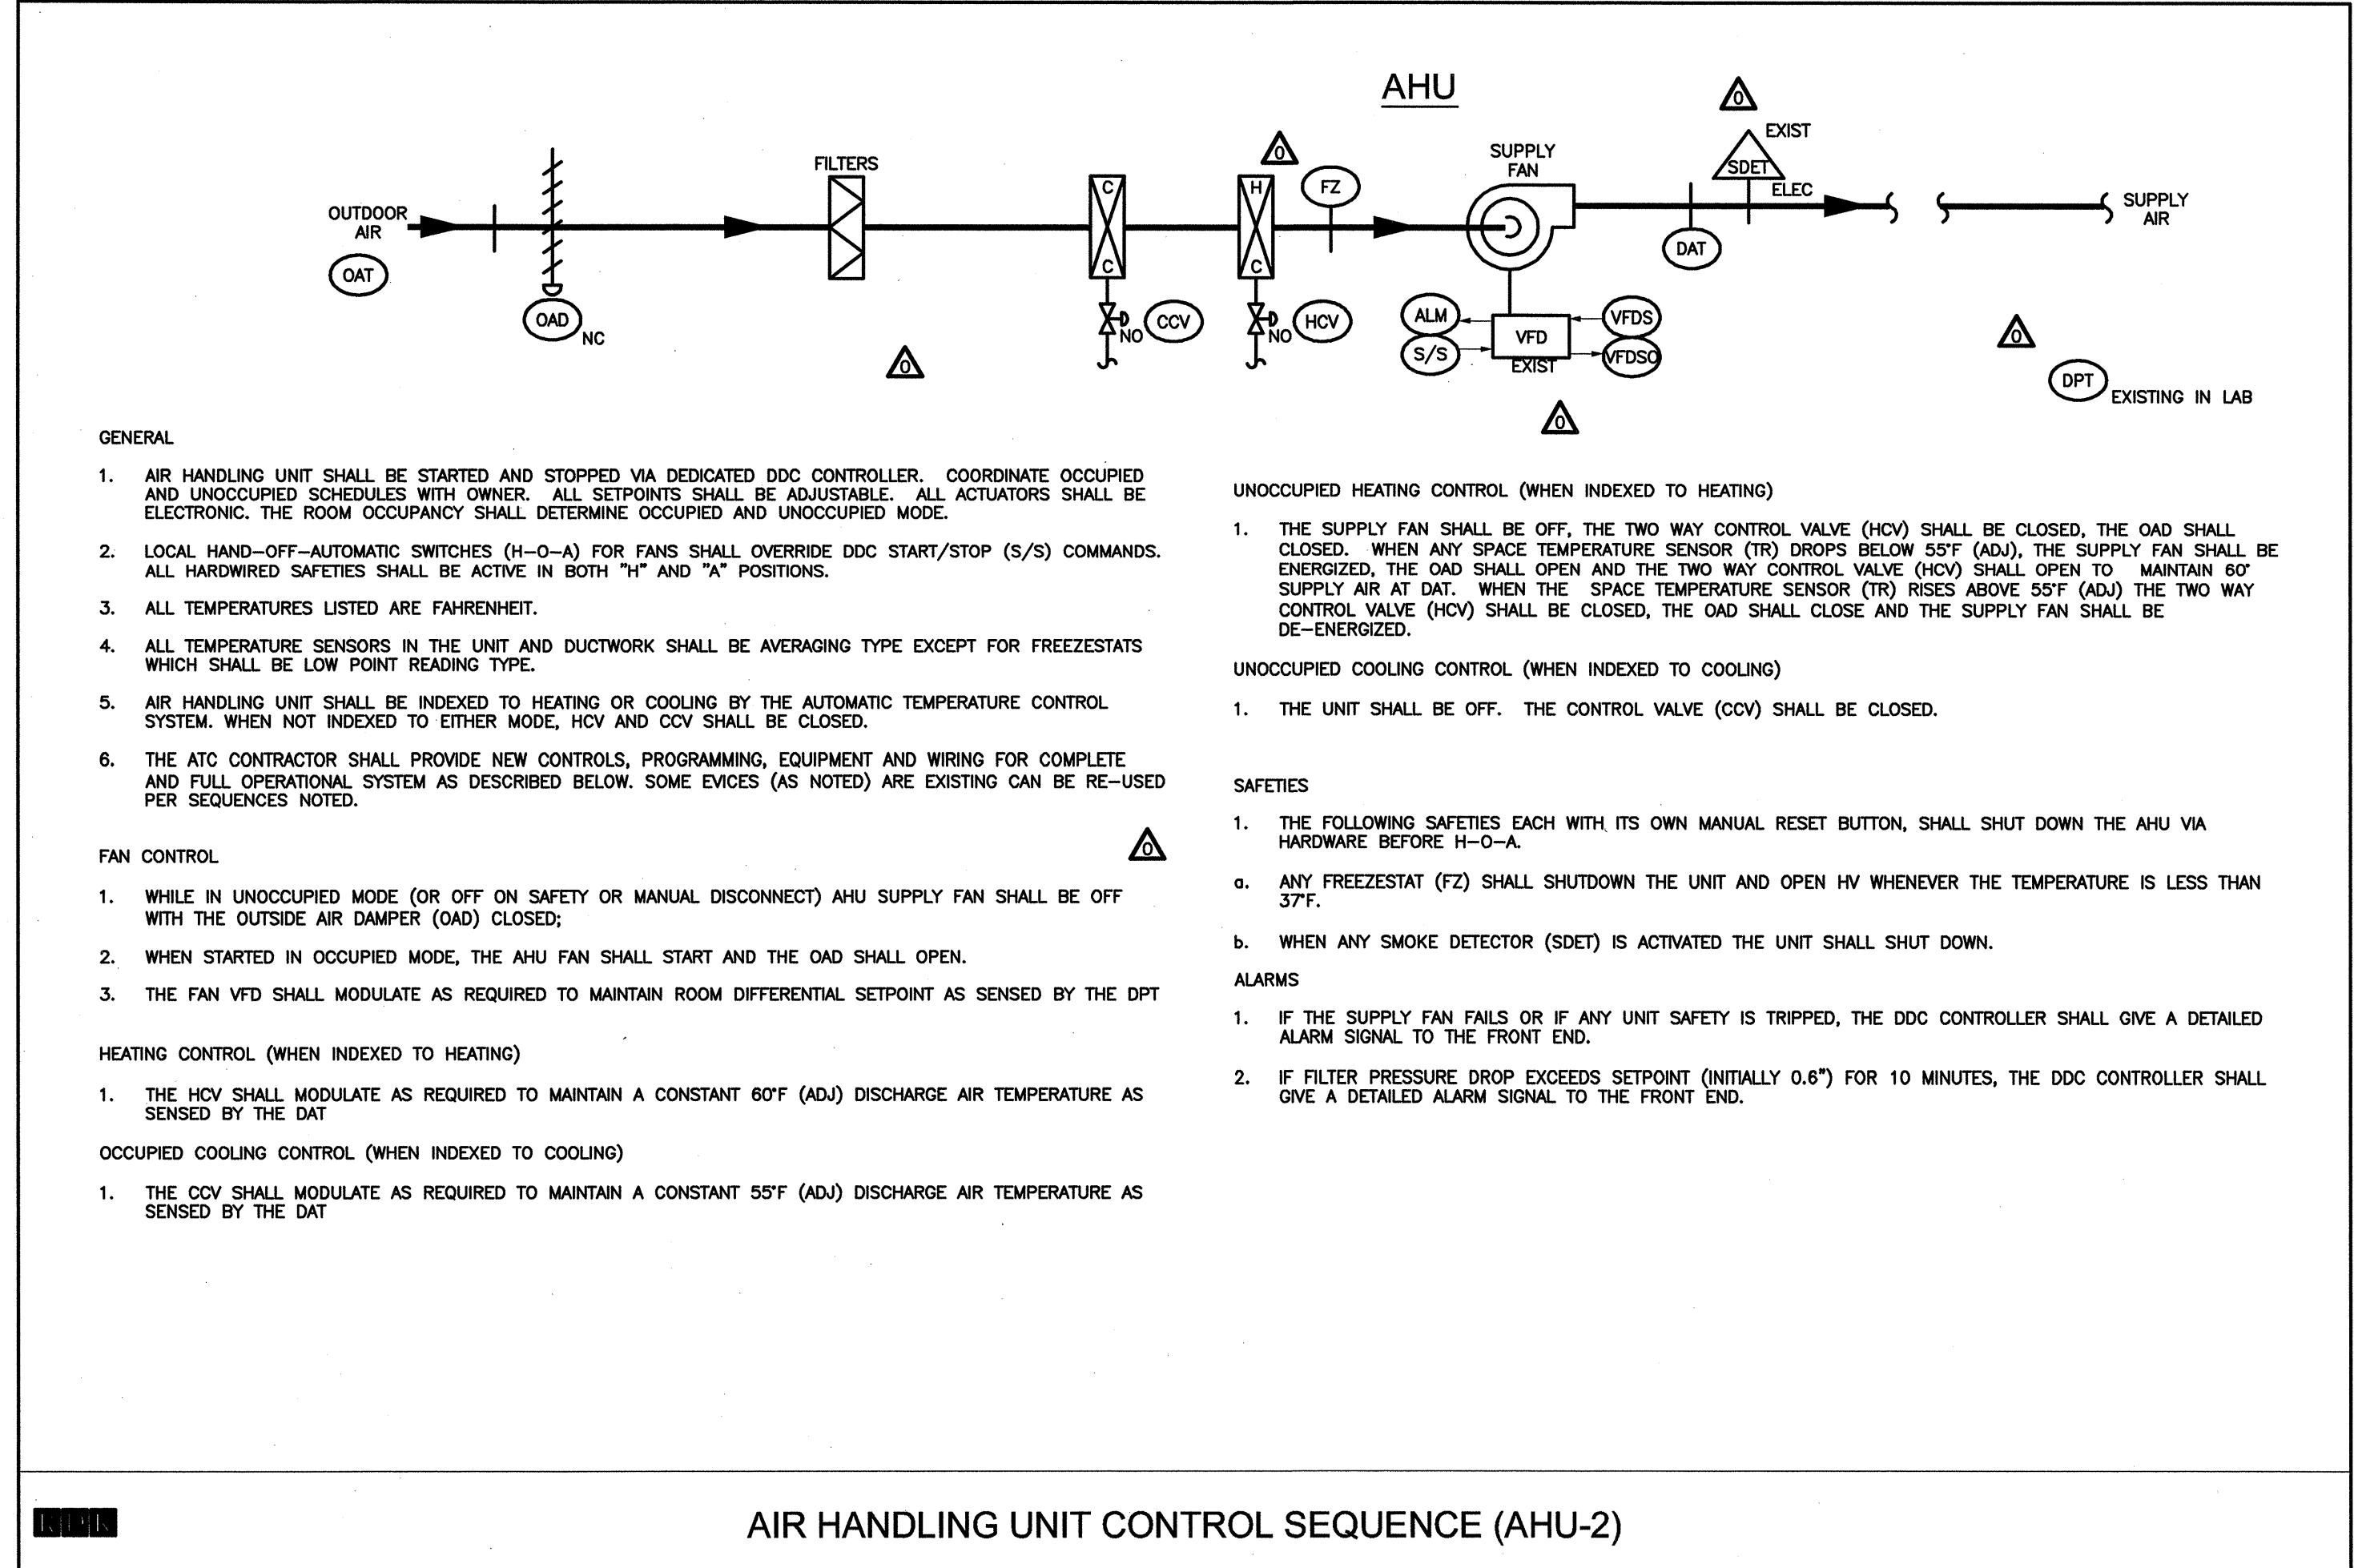 AHU
OUTDOOR
AIR
OAT
OAD
NC
FILTERS
C
C
NO
CCV
H
C
NO
HCV
0
FZ
SUPPLY
FAN
ALM
S/S
VFD
EXIST
VFDS
VFDSO
0
EXIST
SDET
ELEC
DAT
SUPPLY
AIR
0
0
0
DPT
EXISTING IN LAB
GENERAL
1. AIR HANDLING UNIT SHALL BE STARTED AND STOPPED VIA DEDICATED DDC CONTROLLER. COORDINATE OCCUPIED
AND UNOCCUPIED SCHEDULES WITH OWNER. ALL SETPOINTS SHALL BE ADJUSTABLE. ALL ACTUATORS SHALL BE
ELECTRONIC. THE ROOM OCCUPANCY SHALL DETERMINE OCCUPIED AND UNOCCUPIED MODE.
2. LOCAL HAND-OFF-AUTOMATIC SWITCHES (H-O-A) FOR FANS SHALL OVERRIDE DDC START/STOP (S/S) COMMANDS.
ALL HARDWIRED SAFETIES SHALL BE ACTIVE IN BOTH "H" AND "A" POSITIONS.
3. ALL TEMPERATURES LISTED ARE FAHRENHEIT.
4. ALL TEMPERATURE SENSORS IN THE UNIT AND DUCTWORK SHALL BE AVERAGING TYPE EXCEPT FOR FREEZESTATS
WHICH SHALL BE LOW POINT READING TYPE.
5. AIR HANDLING UNIT SHALL BE INDEXED TO HEATING OR COOLING BY THE AUTOMATIC TEMPERATURE CONTROL
SYSTEM. WHEN NOT INDEXED TO EITHER MODE, HCV AND CCV SHALL BE CLOSED.
6. THE ATC CONTRACTOR SHALL PROVIDE NEW CONTROLS, PROGRAMMING, EQUIPMENT AND WIRING FOR COMPLETE
AND FULL OPERATIONAL SYSTEM AS DESCRIBED BELOW. SOME EVICES (AS NOTED) ARE EXISTING CAN BE RE-USED
PER SEQUENCES NOTED.
0
FAN CONTROL
1. WHILE IN UNOCCUPIED MODE (OR OFF ON SAFETY OR MANUAL DISCONNECT) AHU SUPPLY FAN SHALL BE OFF
WITH THE OUTSIDE AIR DAMPER (OAD) CLOSED;
2. WHEN STARTED IN OCCUPIED MODE, THE AHU FAN SHALL START AND THE OAD SHALL OPEN.
3. THE FAN VFD SHALL MODULATE AS REQUIRED TO MAINTAIN ROOM DIFFERENTIAL SETPOINT AS SENSED BY THE DPT
HEATING CONTROL (WHEN INDEXED TO HEATING)
1. THE HCV SHALL MODULATE AS REQUIRED TO MAINTAIN A CONSTANT 60°F (ADJ) DISCHARGE AIR TEMPERATURE AS
SENSED BY THE DAT
OCCUPIED COOLING CONTROL (WHEN INDEXED TO COOLING)
1. THE CCV SHALL MODULATE AS REQUIRED TO MAINTAIN A CONSTANT 55°F (ADJ) DISCHARGE AIR TEMPERATURE AS
SENSED BY THE DAT
UNOCCUPIED HEATING CONTROL (WHEN INDEXED TO HEATING)
1. THE SUPPLY FAN SHALL BE OFF, THE TWO WAY CONTROL VALVE (HCV) SHALL BE CLOSED, THE OAD SHALL
CLOSED. WHEN ANY SPACE TEMPERATURE SENSOR (TR) DROPS BELOW 55°F (ADJ), THE SUPPLY FAN SHALL BE
ENERGIZED, THE OAD SHALL OPEN AND THE TWO WAY CONTROL VALVE (HCV) SHALL OPEN TO MAINTAIN 60°
SUPPLY AIR AT DAT. WHEN THE SPACE TEMPERATURE SENSOR (TR) RISES ABOVE 55°F (ADJ) THE TWO WAY
CONTROL VALVE (HCV) SHALL BE CLOSED, THE OAD SHALL CLOSE AND THE SUPPLY FAN SHALL BE
DE-ENERGIZED.
UNOCCUPIED COOLING CONTROL (WHEN INDEXED TO COOLING)
1. THE UNIT SHALL BE OFF. THE CONTROL VALVE (CCV) SHALL BE CLOSED.
SAFETIES
1. THE FOLLOWING SAFETIES EACH WITH ITS OWN MANUAL RESET BUTTON, SHALL SHUT DOWN THE AHU VIA
HARDWARE BEFORE H-O-A.
a. ANY FREEZESTAT (FZ) SHALL SHUTDOWN THE UNIT AND OPEN HV WHENEVER THE TEMPERATURE IS LESS THAN
37°F.
b. WHEN ANY SMOKE DETECTOR (SDET) IS ACTIVATED THE UNIT SHALL SHUT DOWN.
ALARMS
1. IF THE SUPPLY FAN FAILS OR IF ANY UNIT SAFETY IS TRIPPED, THE DDC CONTROLLER SHALL GIVE A DETAILED
ALARM SIGNAL TO THE FRONT END.
2. IF FILTER PRESSURE DROP EXCEEDS SETPOINT (INITIALLY 0.6") FOR 10 MINUTES, THE DDC CONTROLLER SHALL
GIVE A DETAILED ALARM SIGNAL TO THE FRONT END.
AIR HANDLING UNIT CONTROL SEQUENCE (AHU-2)